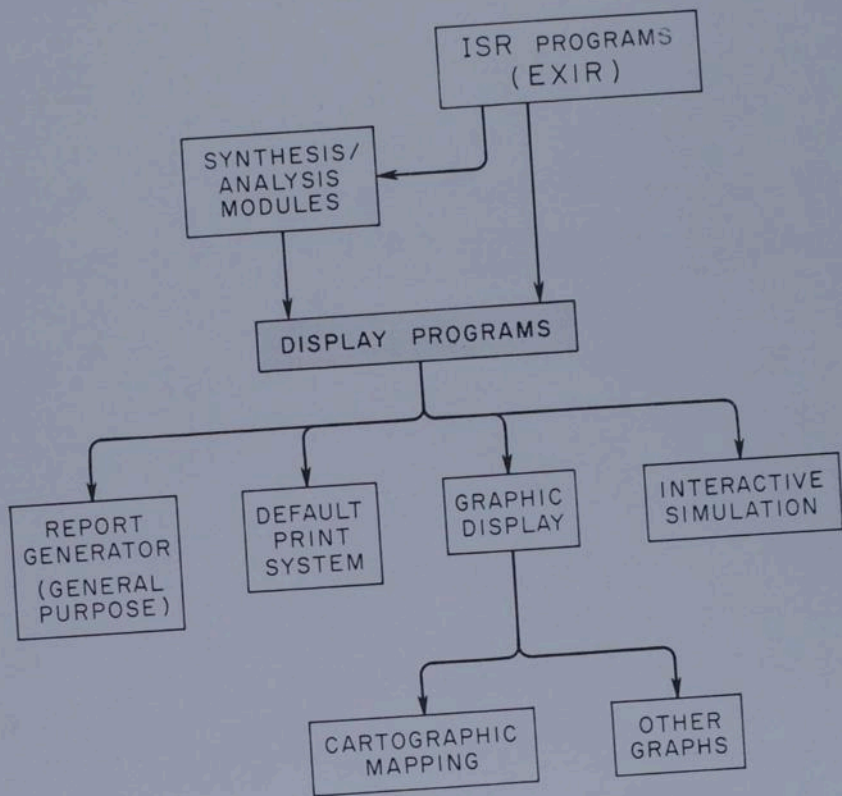 ISR PROGRAMS
(EXIR)
SYNTHESIS/
ANALYSIS
MODULES
DISPLAY PROGRAMS
REPORT
GENERATOR
(GENERAL
PURPOSE)
DEFAULT
PRINT
SYSTEM
GRAPHIC
DISPLAY
INTERACTIVE
SIMULATION
CARTOGRAPHIC
MAPPING
OTHER
GRAPHS